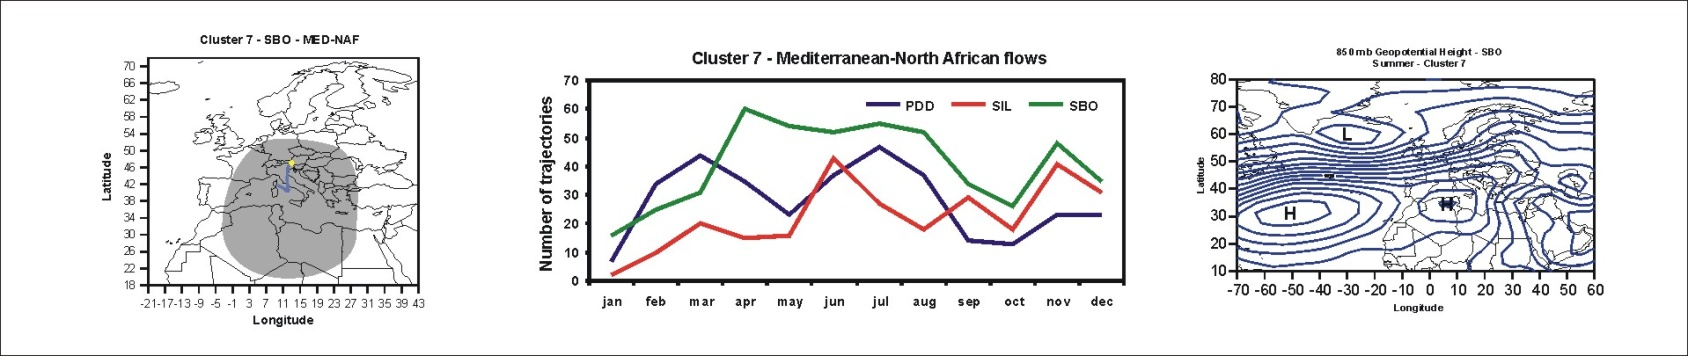 Cluster 7 - SBO - MED-NAF
70
66
62
58
54
50
46
42
38
34
30
26
22
18
Latitude
-21-17-13 -9 -5 -1 3 7 11 15 19 23 27 31 35 39 43
Longitude
Cluster 7 - Mediterranean-North African flows
PDD SIL SBO
70
60
50
40
30
20
10
0
Number of trajectories
jan feb mar apr may jun jul aug sep oct nov dec
850 mb Geopotential Height - SBO
Summer - Cluster 7
80
70
60
50
40
30
20
10
Latitude
L
H
H
-70 -60 -50 -40 -30 -20 -10 0 10 20 30 40 50 60
Longitude